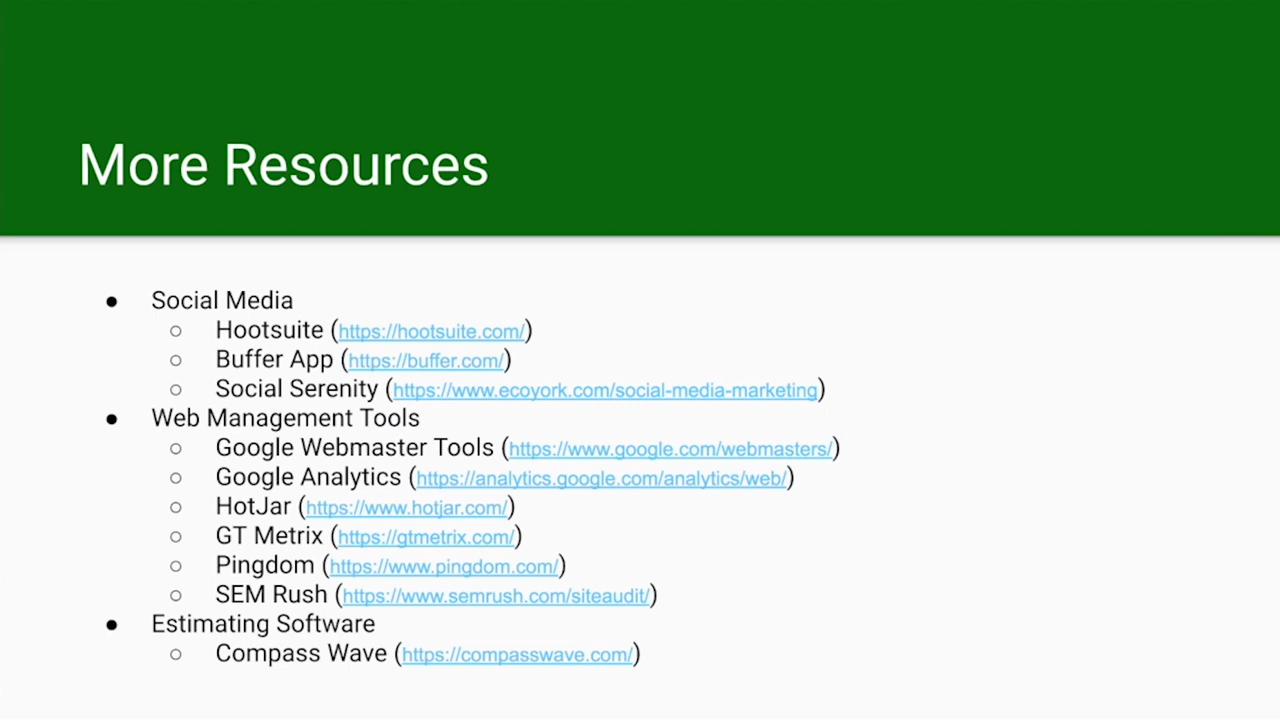 More Resources
● Social Media
○ Hootsuite (https://hootsuite.com/)
○ Buffer App (https://buffer.com/)
○ Social Serenity (https://www.ecoyork.com/social-media-marketing)
● Web Management Tools
○ Google Webmaster Tools (https://www.google.com/webmasters/)
○ Google Analytics (https://analytics.google.com/analytics/web/)
○ HotJar (https://www.hotjar.com/)
○ GT Metrix (https://gtmetrix.com/)
○ Pingdom (https://www.pingdom.com/)
○ SEM Rush (https://www.semrush.com/siteaudit/)
● Estimating Software
○ Compass Wave (https://compasswave.com/)